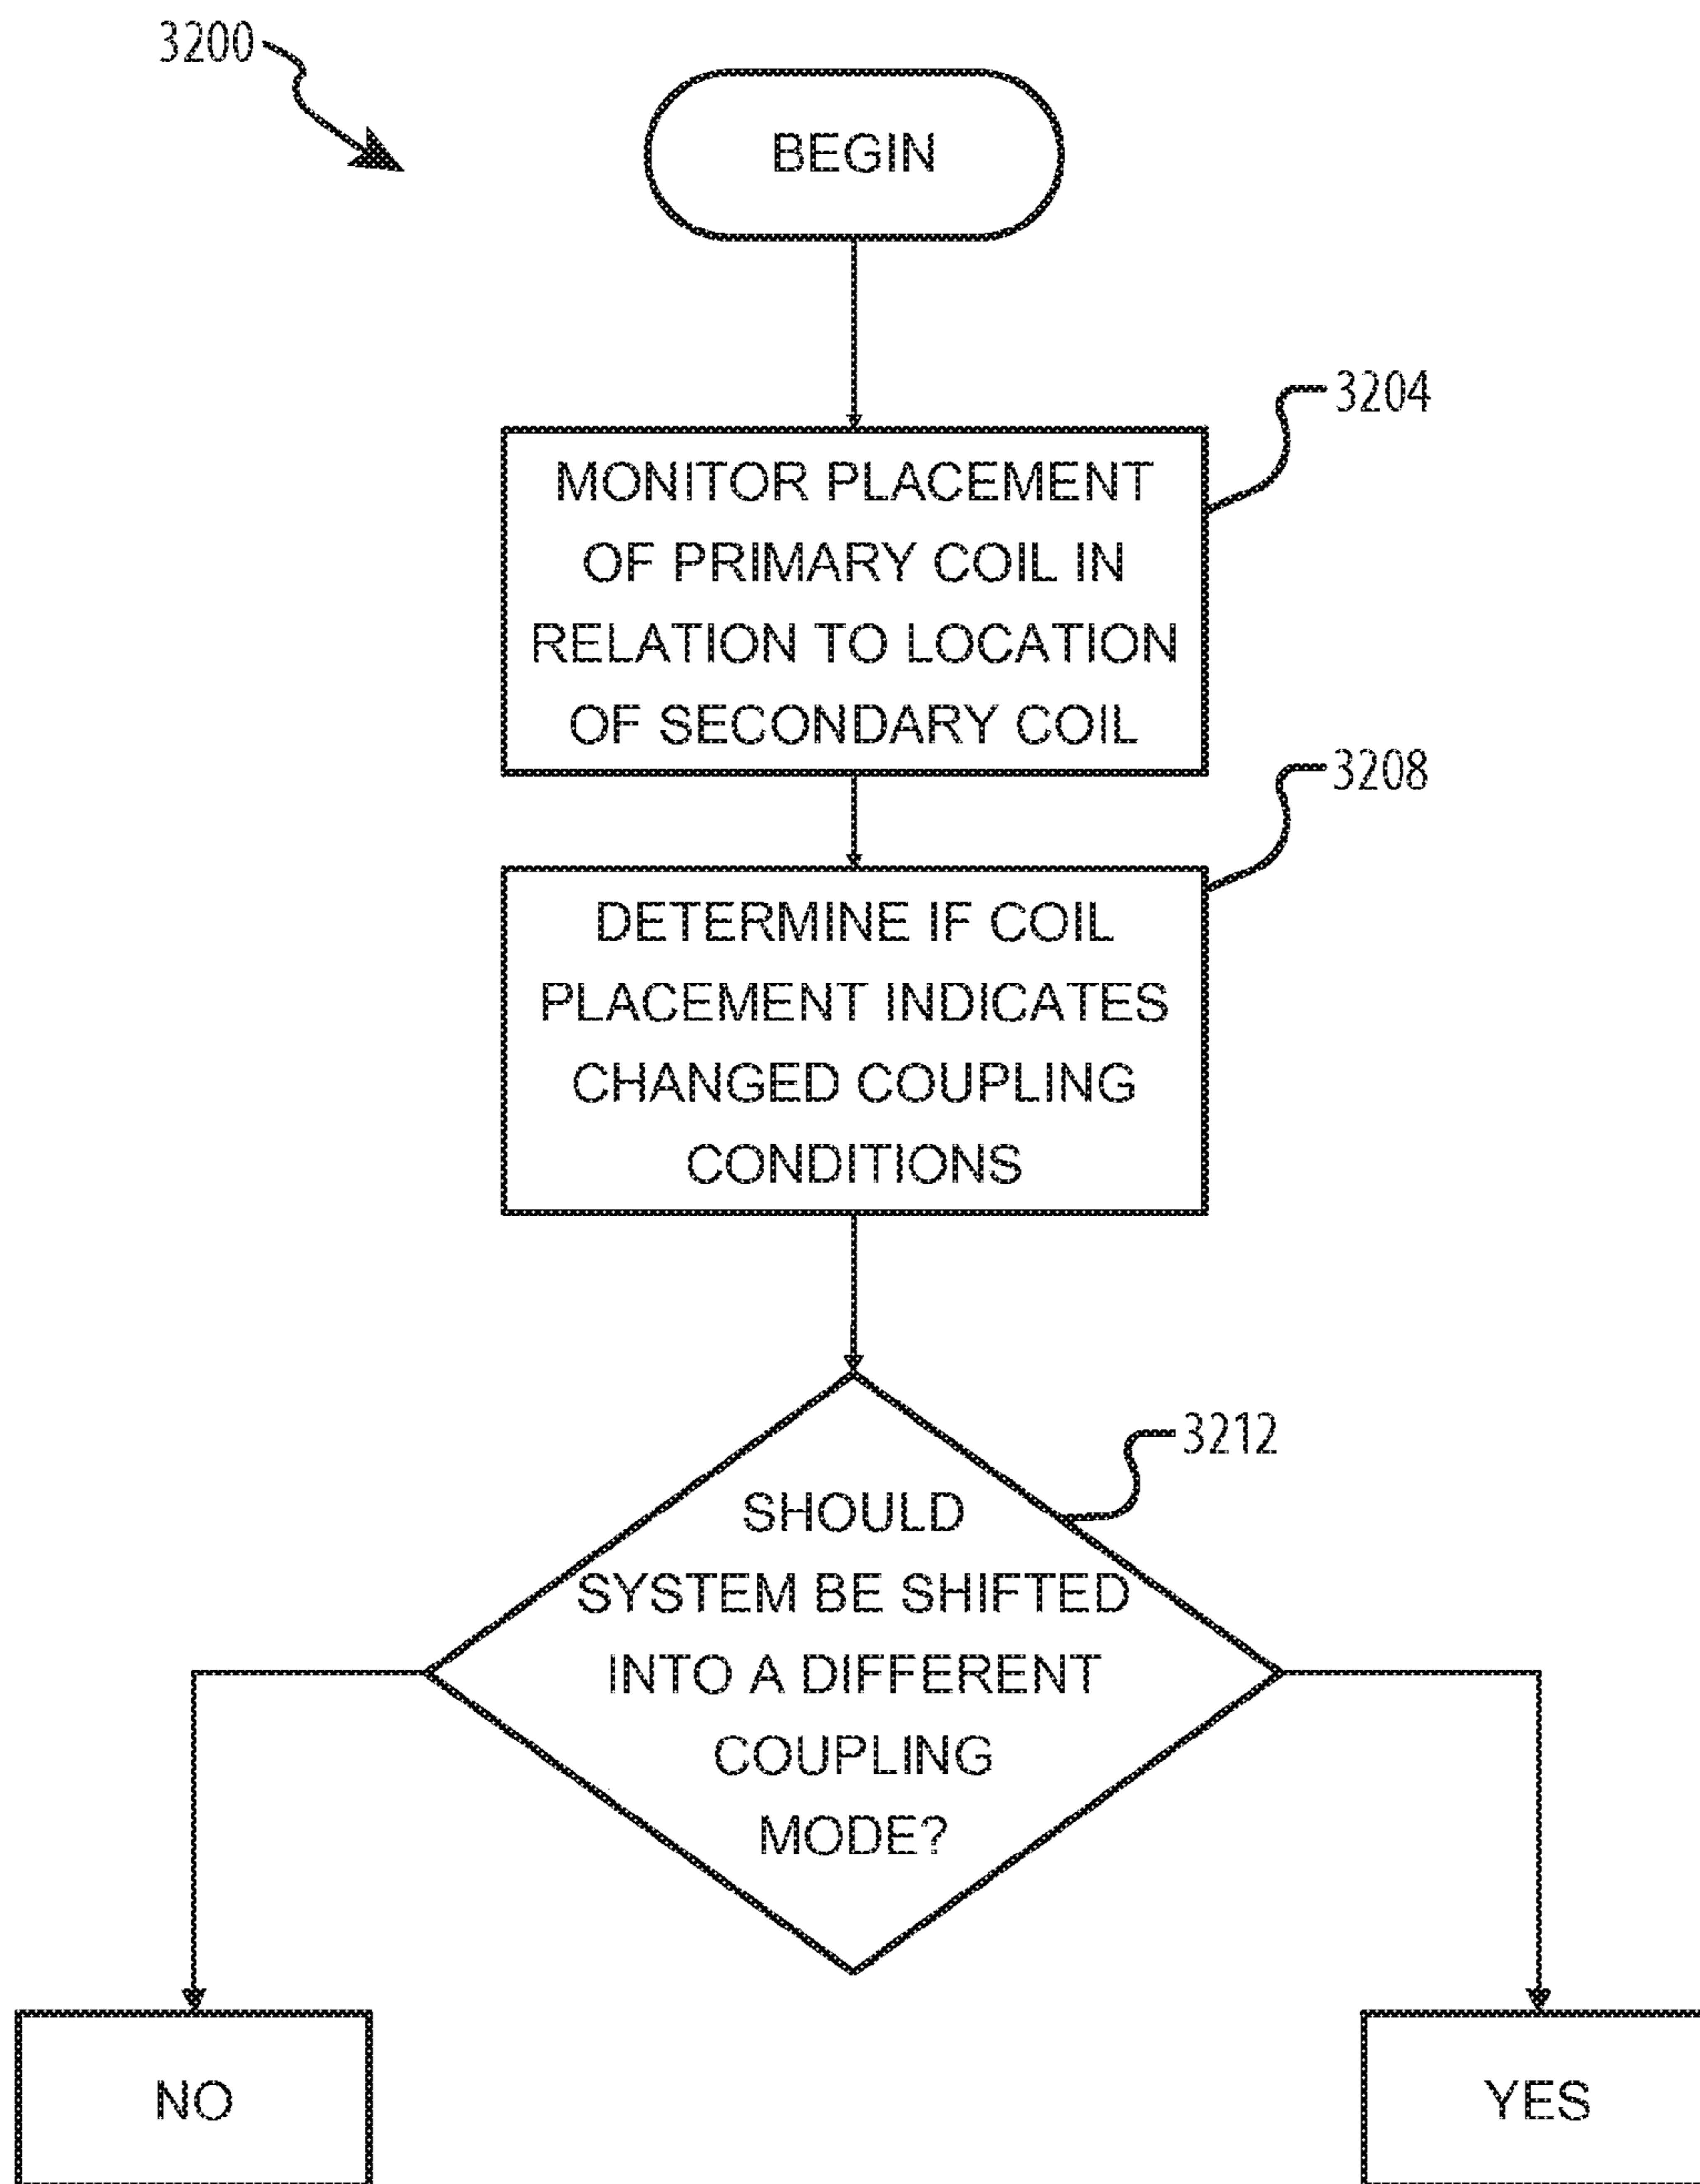 3200
BEGIN
3204
MONITOR PLACEMENT
OF PRIMARY COIL IN
RELATION TO LOCATION
OF SECONDARY COIL
3208
DETERMINE IF COIL
PLACEMENT INDICATES
CHANGED COUPLING
CONDITIONS
3212
SHOULD
SYSTEM BE SHIFTED
INTO A DIFFERENT
COUPLING
MODE?
NO
YES